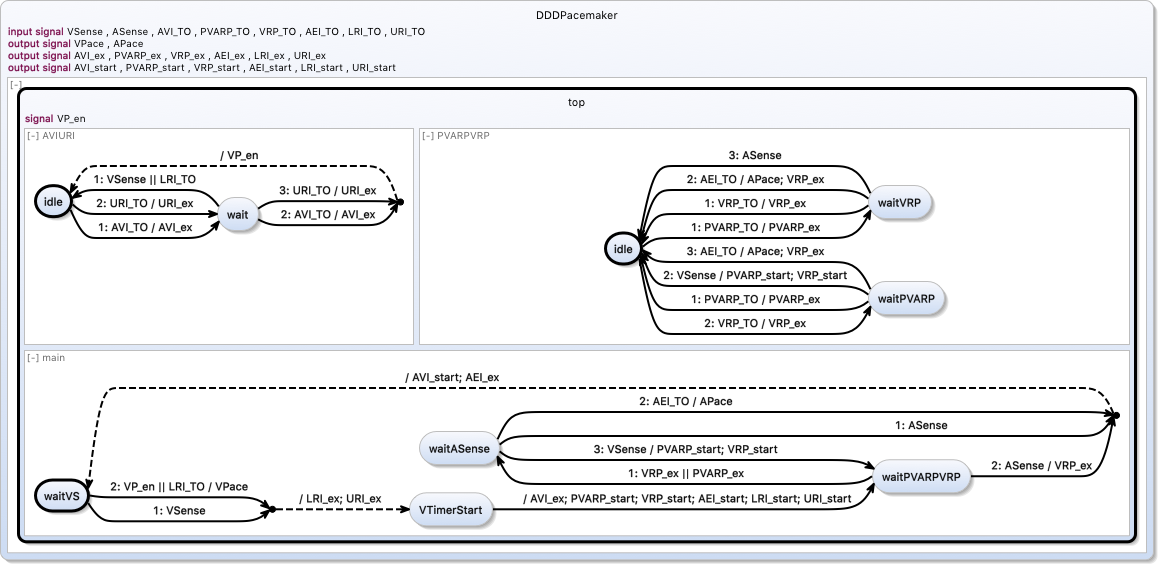 DDDPacemaker
input signal VSense , ASense , AVI_TO , PVARP_TO , VRP_TO , AEI_TO , LRI_TO , URI_TO
output signal VPace , APace
output signal AVI_ex , PVARP_ex , VRP_ex , AEI_ex , LRI_ex , URI_ex
output signal AVI_start , PVARP_start , VRP_start , AEI_start , LRI_start , URI_start
[-]
top
signal VP_en
[-] AVIURI
/ VP_en
1: VSense || LRI_TO
2: URI_TO / URI_ex
1: AVI_TO / AVI_ex
idle
wait
3: URI_TO / URI_ex
2: AVI_TO / AVI_ex
[-] PVARPVRP
3: ASense
2: AEI_TO / APace; VRP_ex
1: VRP_TO / VRP_ex
1: PVARP_TO / PVARP_ex
waitVRP
idle
3: AEI_TO / APace; VRP_ex
2: VSense / PVARP_start; VRP_start
1: PVARP_TO / PVARP_ex
2: VRP_TO / VRP_ex
waitPVARP
[-] main
/ AVI_start; AEI_ex
2: AEI_TO / APace
1: ASense
waitASense
3: VSense / PVARP_start; VRP_start
1: VRP_ex || PVARP_ex
waitPVARPVRP
2: ASense / VRP_ex
waitVS
2: VP_en || LRI_TO / VPace
1: VSense
/ LRI_ex; URI_ex
VTimerStart
/ AVI_ex; PVARP_start; VRP_start; AEI_start; LRI_start; URI_start